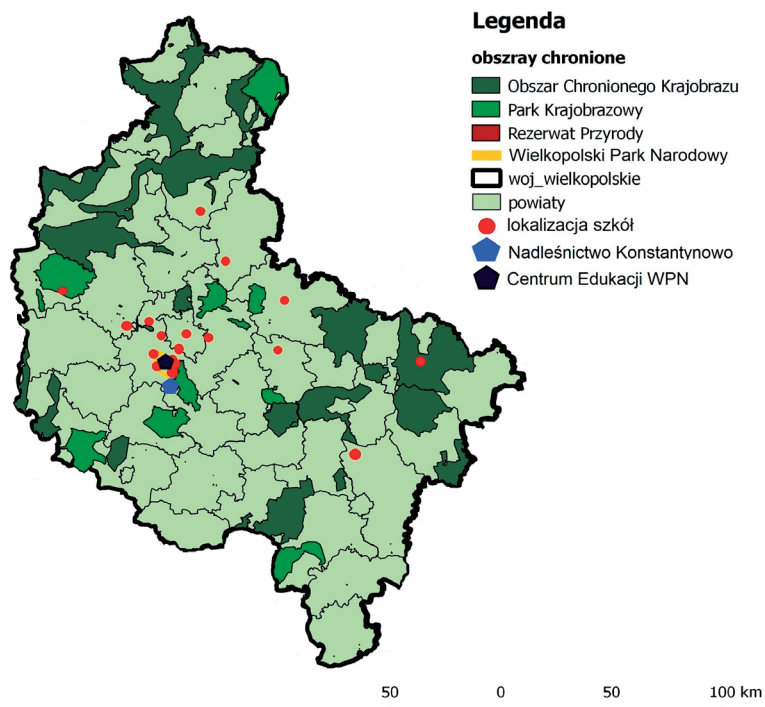 Legenda
obszray chronione
Obszar Chronionego Krajobrazu
Park Krajobrazowy
Rezerwat Przyrody
Wielkopolski Park Narodowy
woj_wielkopolskie
powiaty
lokalizacja szkół
Nadleśnictwo Konstantynowo
Centrum Edukacji WPN
50 0 50 100 km